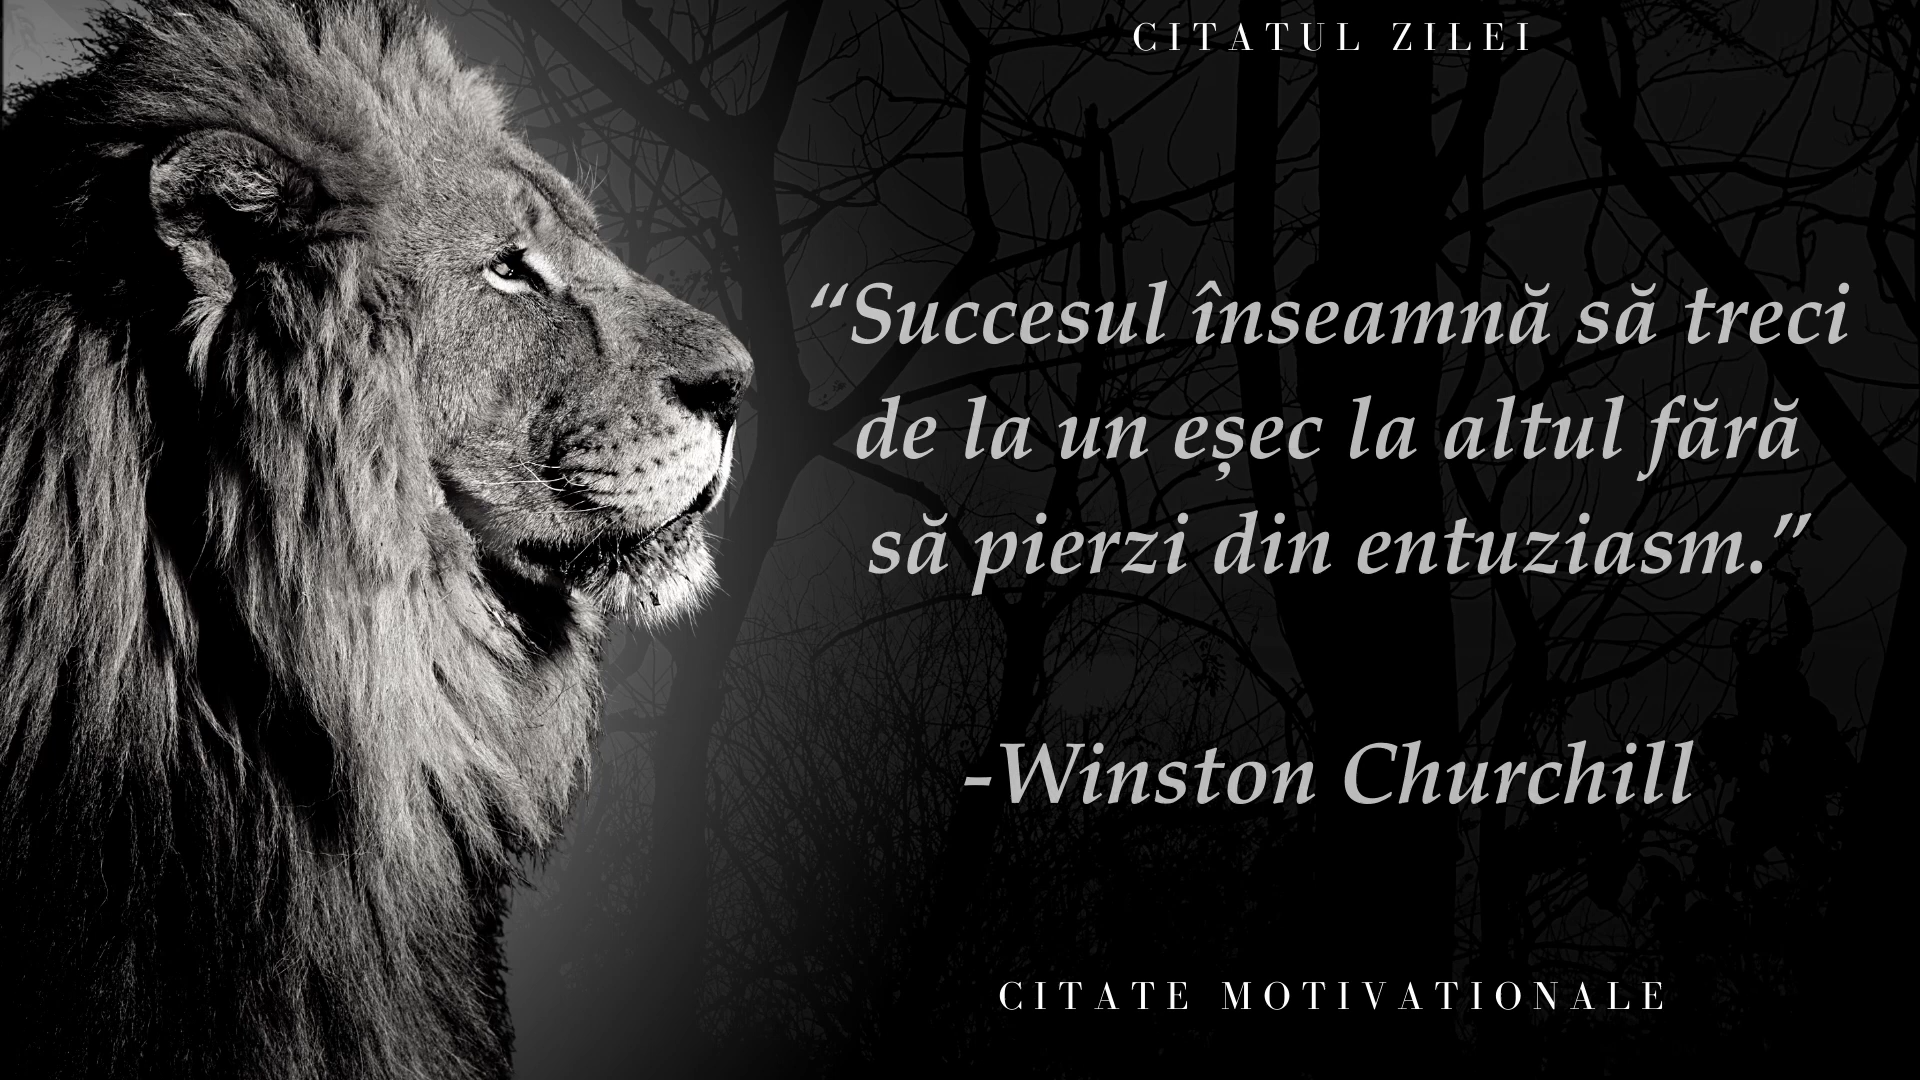 CITATUL ZILEI
“Succesul înseamnă să treci
de la un eșec la altul fără
să pierzi din entuziasm.”
-Winston Churchill
CITATE MOTIVATIONALE